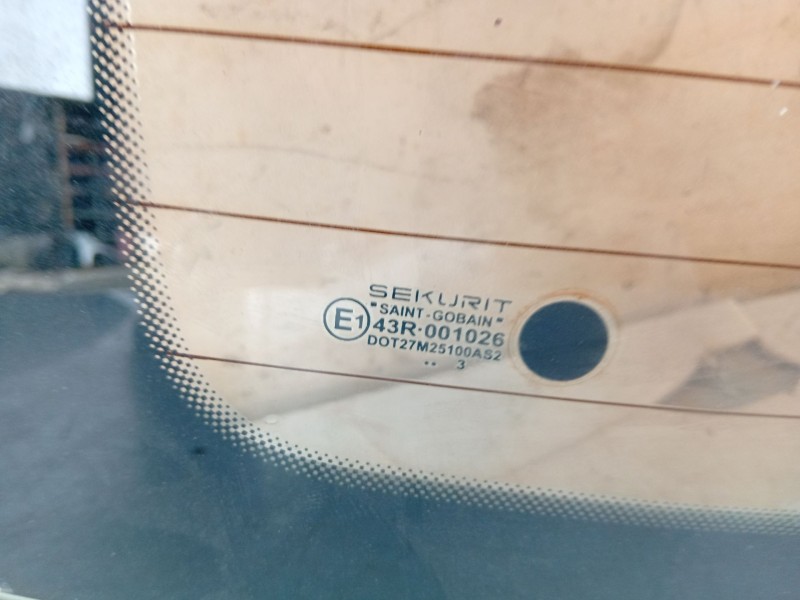 SEKURIT
"SAINT-GOBAIN"
E1 43R-001026
DOT27M25100AS2
.. 3